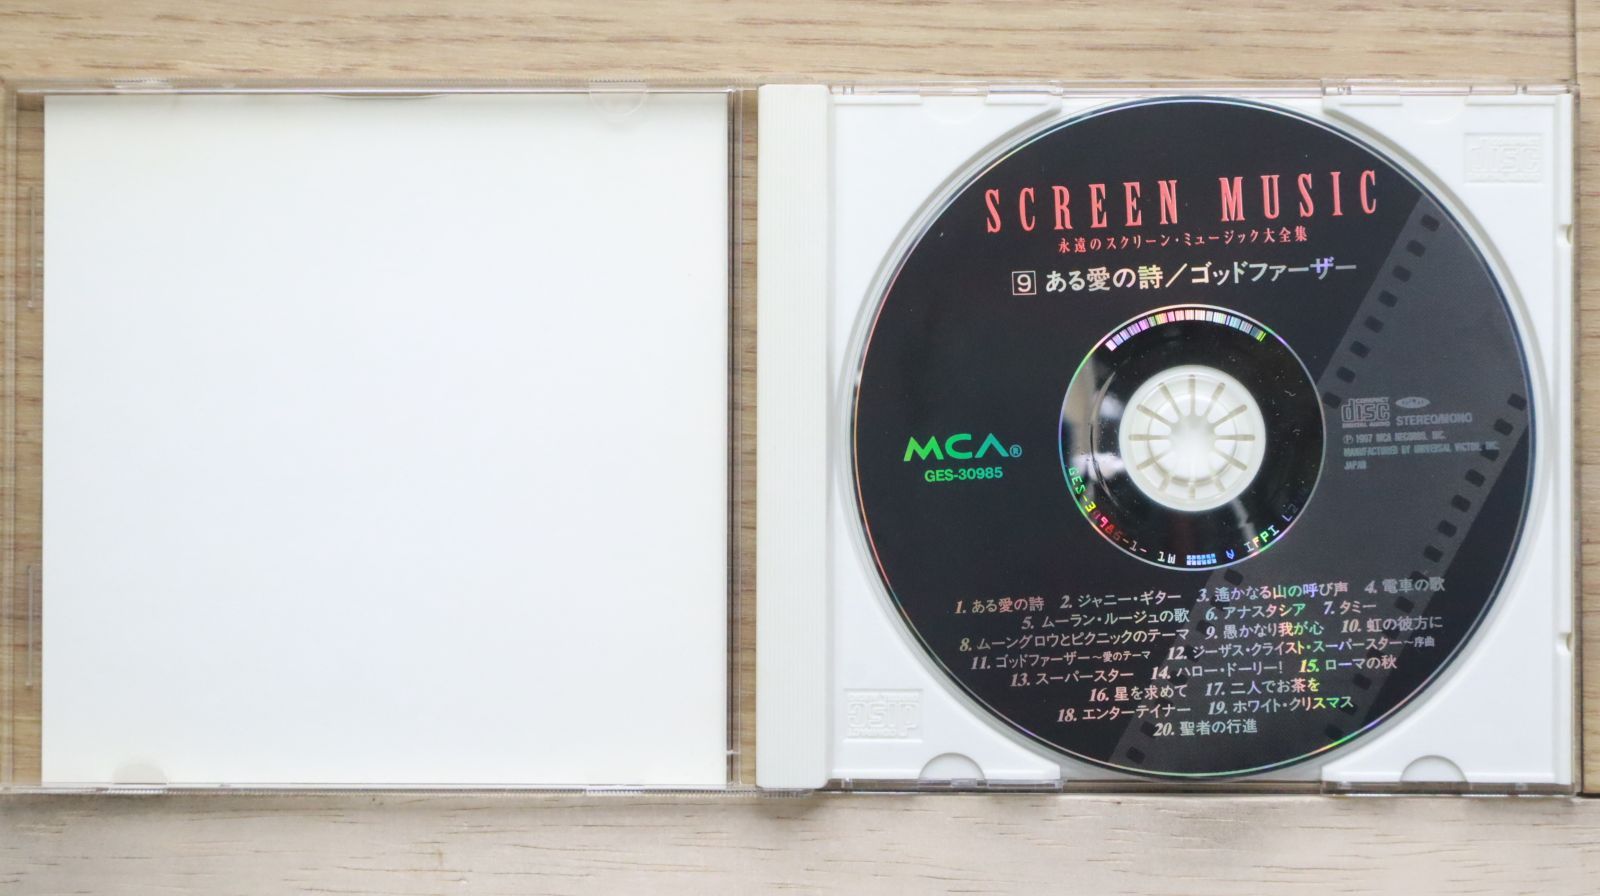 SCREEN MUSIC
永遠のスクリーン・ミュージック大全集
9 ある愛の詩／ゴッドファーザー
MCA®
GES-30985
COMPACT
disc
DIGITAL AUDIO
STEREO/MONO
Ⓟ 1997 MCA RECORDS, INC.
MANUFACTURED BY UNIVERSAL VICTOR, INC.
JAPAN
GES-30985-1- 1M A IFPI L2
1. ある愛の詩 2. ジャニー・ギター 3. 遙かなる山の呼び声 4. 電車の歌
5. ムーラン・ルージュの歌 6. アナスタシア 7. タミー
8. ムーングロウとピクニックのテーマ 9. 愚かなり我が心 10. 虹の彼方に
11. ゴッドファーザー〜愛のテーマ 12. ジーザス・クライスト・スーパースター〜序曲
13. スーパースター 14. ハロー・ドーリー！ 15. ローマの秋
16. 星を求めて 17. 二人でお茶を
18. エンターテイナー 19. ホワイト・クリスマス
20. 聖者の行進